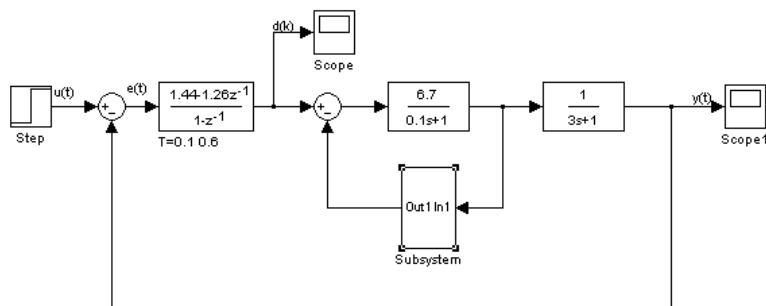 d(k)
Scope
u(t)
e(t)
1.44-1.26z⁻¹
1-z⁻¹
6.7
0.1s+1
1
3s+1
y(t)
Step
T=0.1 0.6
Scope1
Out1 In1
Subsystem